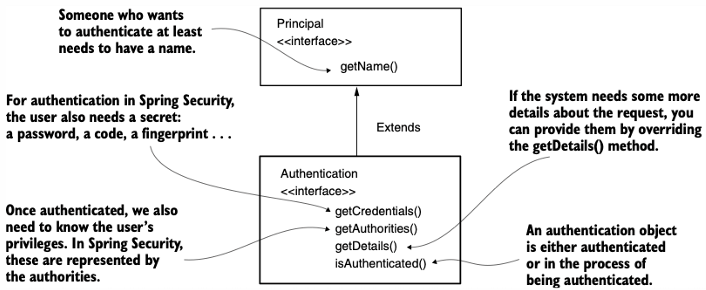 Someone who wants
to authenticate at least
needs to have a name.
Principal
<<interface>>
getName()
For authentication in Spring Security,
the user also needs a secret:
a password, a code, a fingerprint . . .
Extends
If the system needs some more
details about the request, you
can provide them by overriding
the getDetails() method.
Authentication
<<interface>>
getCredentials()
getAuthorities()
getDetails()
isAuthenticated()
Once authenticated, we also
need to know the user’s
privileges. In Spring Security,
these are represented by
the authorities.
An authentication object
is either authenticated
or in the process of
being authenticated.